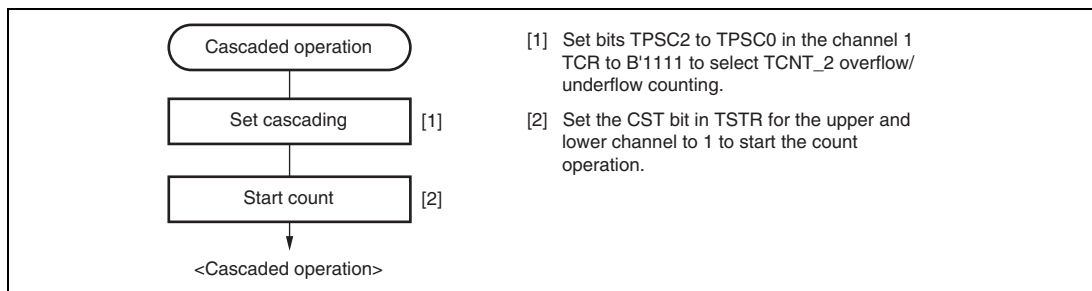 Cascaded operation
Set cascading
[1]
Start count
[2]
<Cascaded operation>
[1] Set bits TPSC2 to TPSC0 in the channel 1
TCR to B'1111 to select TCNT_2 overflow/
underflow counting.
[2] Set the CST bit in TSTR for the upper and
lower channel to 1 to start the count
operation.